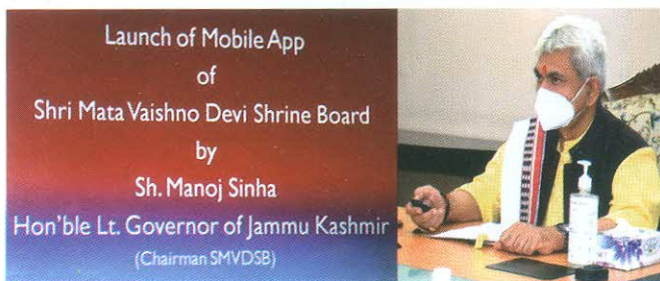 Launch of Mobile App
of
Shri Mata Vaishno Devi Shrine Board
by
Sh. Manoj Sinha
Hon'ble Lt. Governor of Jammu Kashmir
(Chairman SMVDSB)